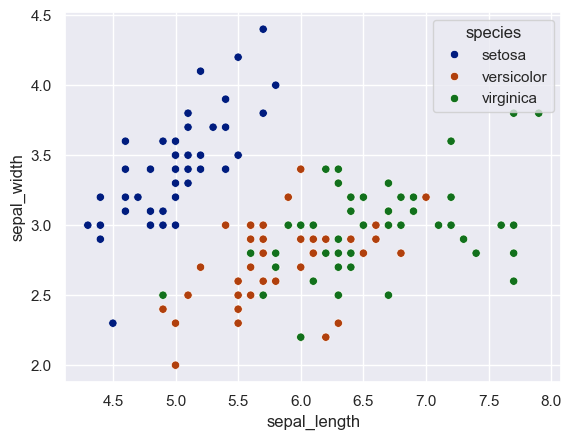 4.5
4.0
3.5
3.0
2.5
2.0
sepal_width
species
setosa
versicolor
virginica
4.5 5.0 5.5 6.0 6.5 7.0 7.5 8.0
sepal_length